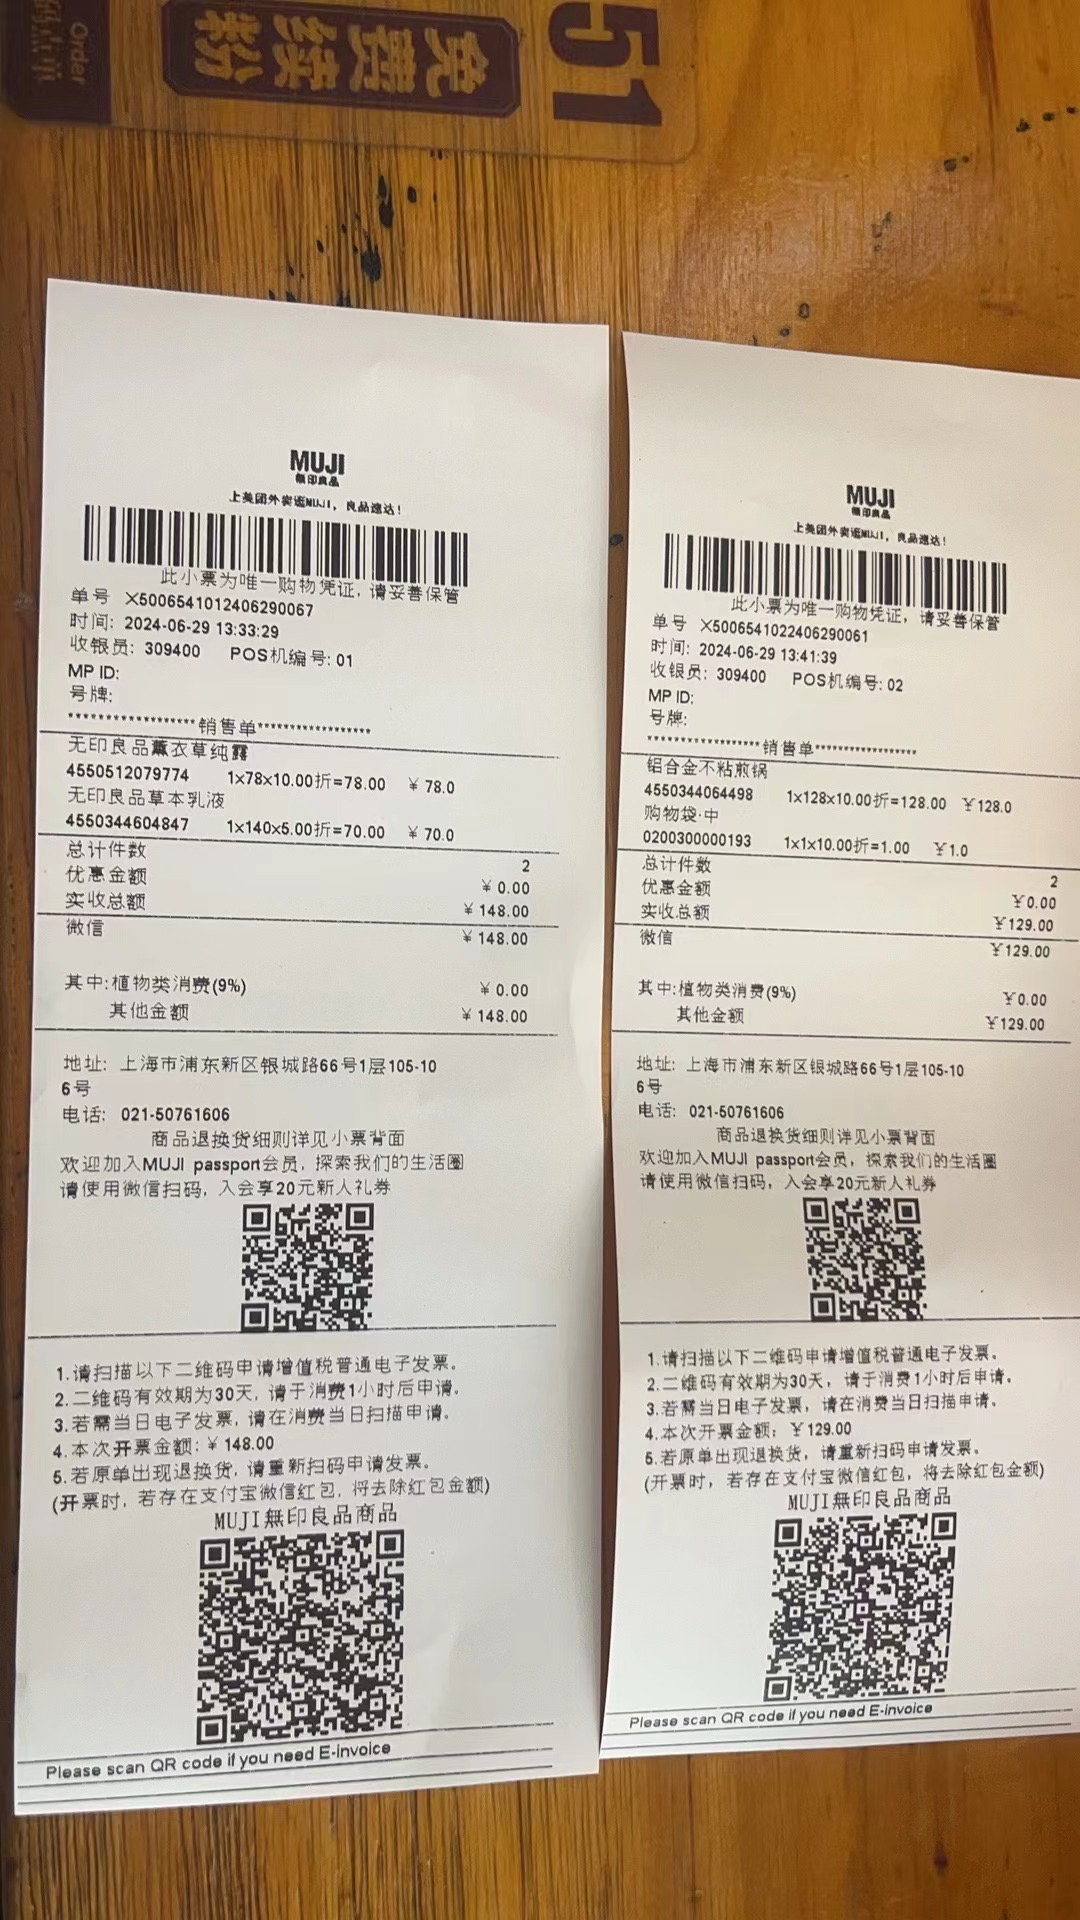 Order
点单
免费续粉
51
MUJI
無印良品
上美团外卖逛MUJI，良品速达！
此小票为唯一购物凭证, 请妥善保管
单号 X5006541012406290067
时间: 2024-06-29 13:33:29
收银员: 309400 POS机编号: 01
MP ID:
号牌:
*******************销售单*****************
无印良品薰衣草纯露
4550512079774 1x78x10.00折=78.00 ￥78.0
无印良品草本乳液
4550344604847 1x140x5.00折=70.00 ￥70.0
总计件数 2
优惠金额 ￥0.00
实收总额 ￥148.00
微信 ￥148.00
其中:植物类消费(9%) ￥0.00
其他金额 ￥148.00
地址: 上海市浦东新区银城路66号1层105-10
6号
电话: 021-50761606
商品退换货细则详见小票背面
欢迎加入MUJI passport会员, 探索我们的生活圈
请使用微信扫码, 入会享20元新人礼券
1.请扫描以下二维码申请增值税普通电子发票。
2.二维码有效期为30天, 请于消费1小时后申请。
3.若需当日电子发票, 请在消费当日扫描申请。
4.本次开票金额: ￥148.00
5.若原单出现退换货, 请重新扫码申请发票。
(开票时, 若存在支付宝微信红包, 将去除红包金额)
MUJI無印良品商品
Please scan QR code if you need E-invoice
MUJI
無印良品
上美团外卖逛MUJI，良品速达！
此小票为唯一购物凭证, 请妥善保管
单号 X5006541022406290061
时间: 2024-06-29 13:41:39
收银员: 309400 POS机编号: 02
MP ID:
号牌:
*****************销售单***************
铝合金不粘煎锅
4550344064498 1x128x10.00折=128.00 ￥128.0
购物袋·中
0200300000193 1x1x10.00折=1.00 ￥1.0
总计件数 2
优惠金额 ￥0.00
实收总额 ￥129.00
微信 ￥129.00
其中:植物类消费(9%) ￥0.00
其他金额 ￥129.00
地址: 上海市浦东新区银城路66号1层105-10
6号
电话: 021-50761606
商品退换货细则详见小票背面
欢迎加入MUJI passport会员, 探索我们的生活圈
请使用微信扫码, 入会享20元新人礼券
1.请扫描以下二维码申请增值税普通电子发票。
2.二维码有效期为30天, 请于消费1小时后申请。
3.若需当日电子发票, 请在消费当日扫描申请。
4.本次开票金额: ￥129.00
5.若原单出现退换货, 请重新扫码申请发票。
(开票时, 若存在支付宝微信红包, 将去除红包金额)
MUJI無印良品商品
Please scan QR code if you need E-invoice